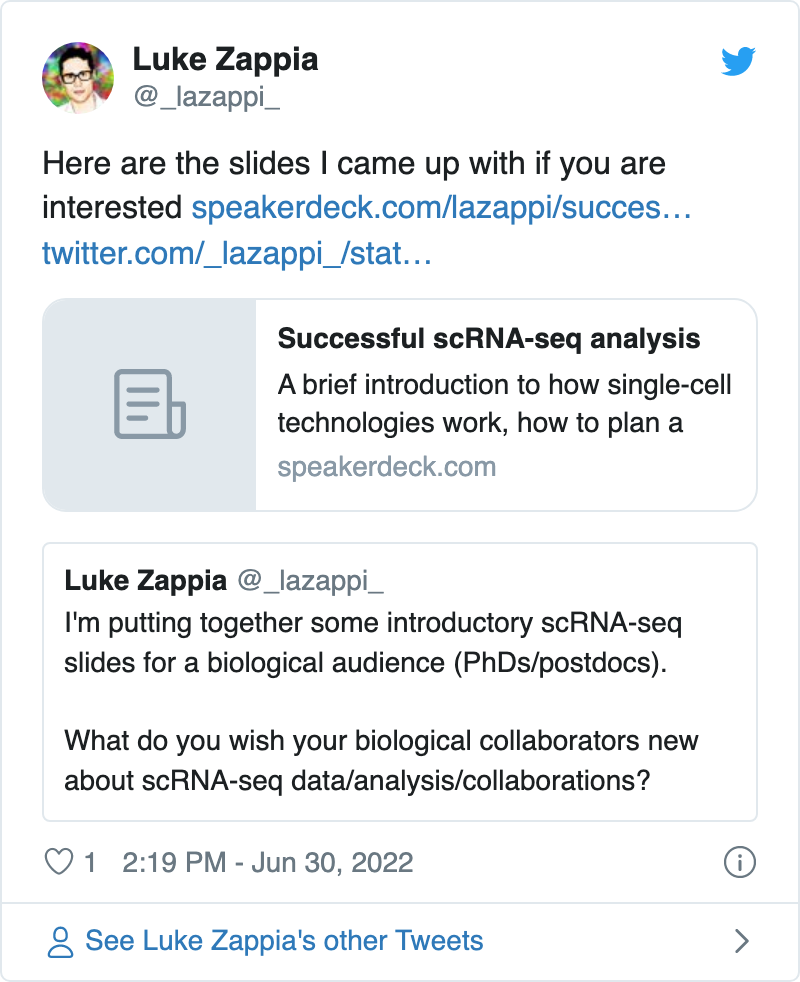 Luke Zappia
@_lazappi_
Here are the slides I came up with if you are
interested speakerdeck.com/lazappi/succes…
twitter.com/_lazappi_/stat…
Successful scRNA-seq analysis
A brief introduction to how single-cell
technologies work, how to plan a
speakerdeck.com
Luke Zappia @_lazappi_
I'm putting together some introductory scRNA-seq
slides for a biological audience (PhDs/postdocs).
What do you wish your biological collaborators new
about scRNA-seq data/analysis/collaborations?
1 2:19 PM - Jun 30, 2022
See Luke Zappia's other Tweets